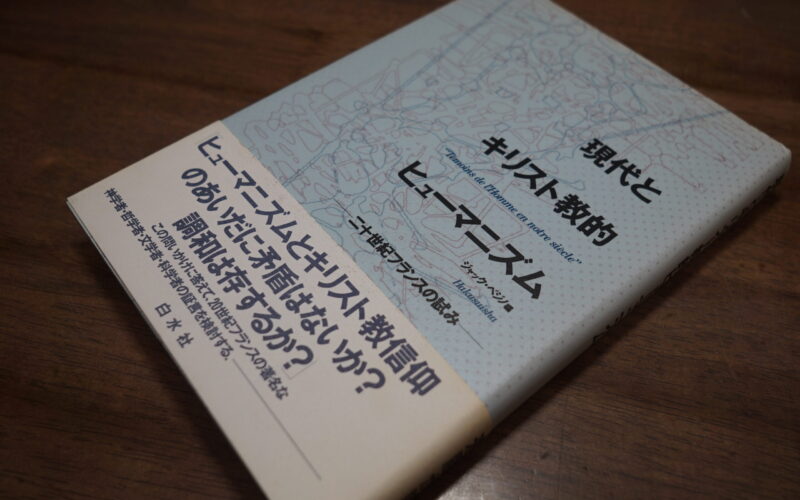 現代と
キリスト教的
"Témoins de l'Homme en notre siècle"
ヒューマニズム
二十世紀フランスの試み
ジャック・ベジノ編
Hakusuisha
ヒューマニズムとキリスト教信仰
のあいだに矛盾はないか?
調和は存するか?
この問いかけに答えて、20世紀フランスの著名な
神学者・哲学者・文学者・科学者の証言を検討する。
白水社